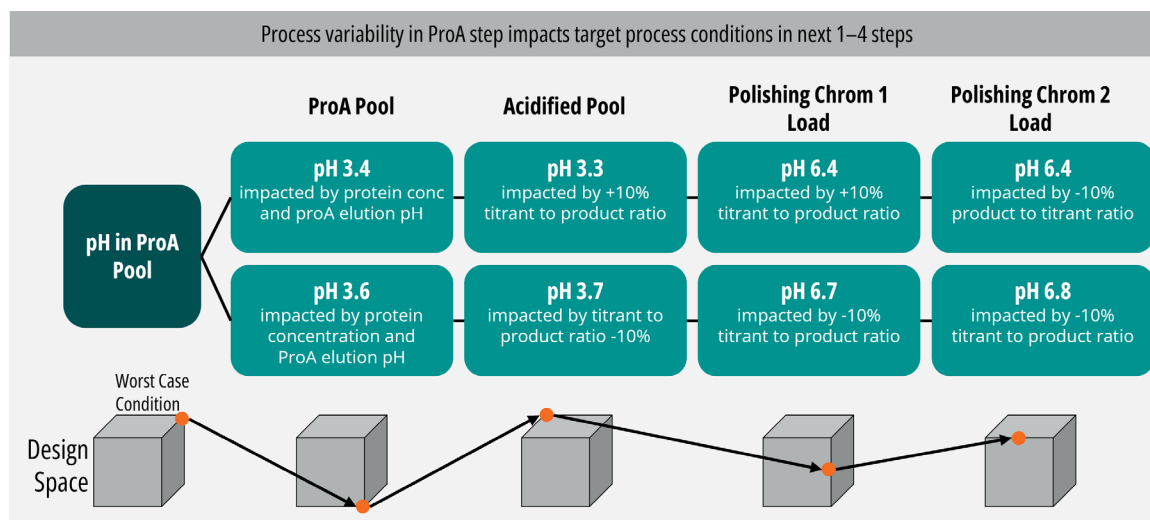 Process variability in ProA step impacts target process conditions in next 1–4 steps
ProA Pool
Acidified Pool
Polishing Chrom 1
Load
Polishing Chrom 2
Load
pH in ProA
Pool
pH 3.4
impacted by protein conc
and proA elution pH
pH 3.3
impacted by +10%
titrant to product ratio
pH 6.4
impacted by +10%
titrant to product ratio
pH 6.4
impacted by -10%
product to titrant ratio
pH 3.6
impacted by protein
concentration and
ProA elution pH
pH 3.7
impacted by titrant to
product ratio -10%
pH 6.7
impacted by -10%
titrant to product ratio
pH 6.8
impacted by -10%
titrant to product ratio
Worst Case
Condition
Design
Space